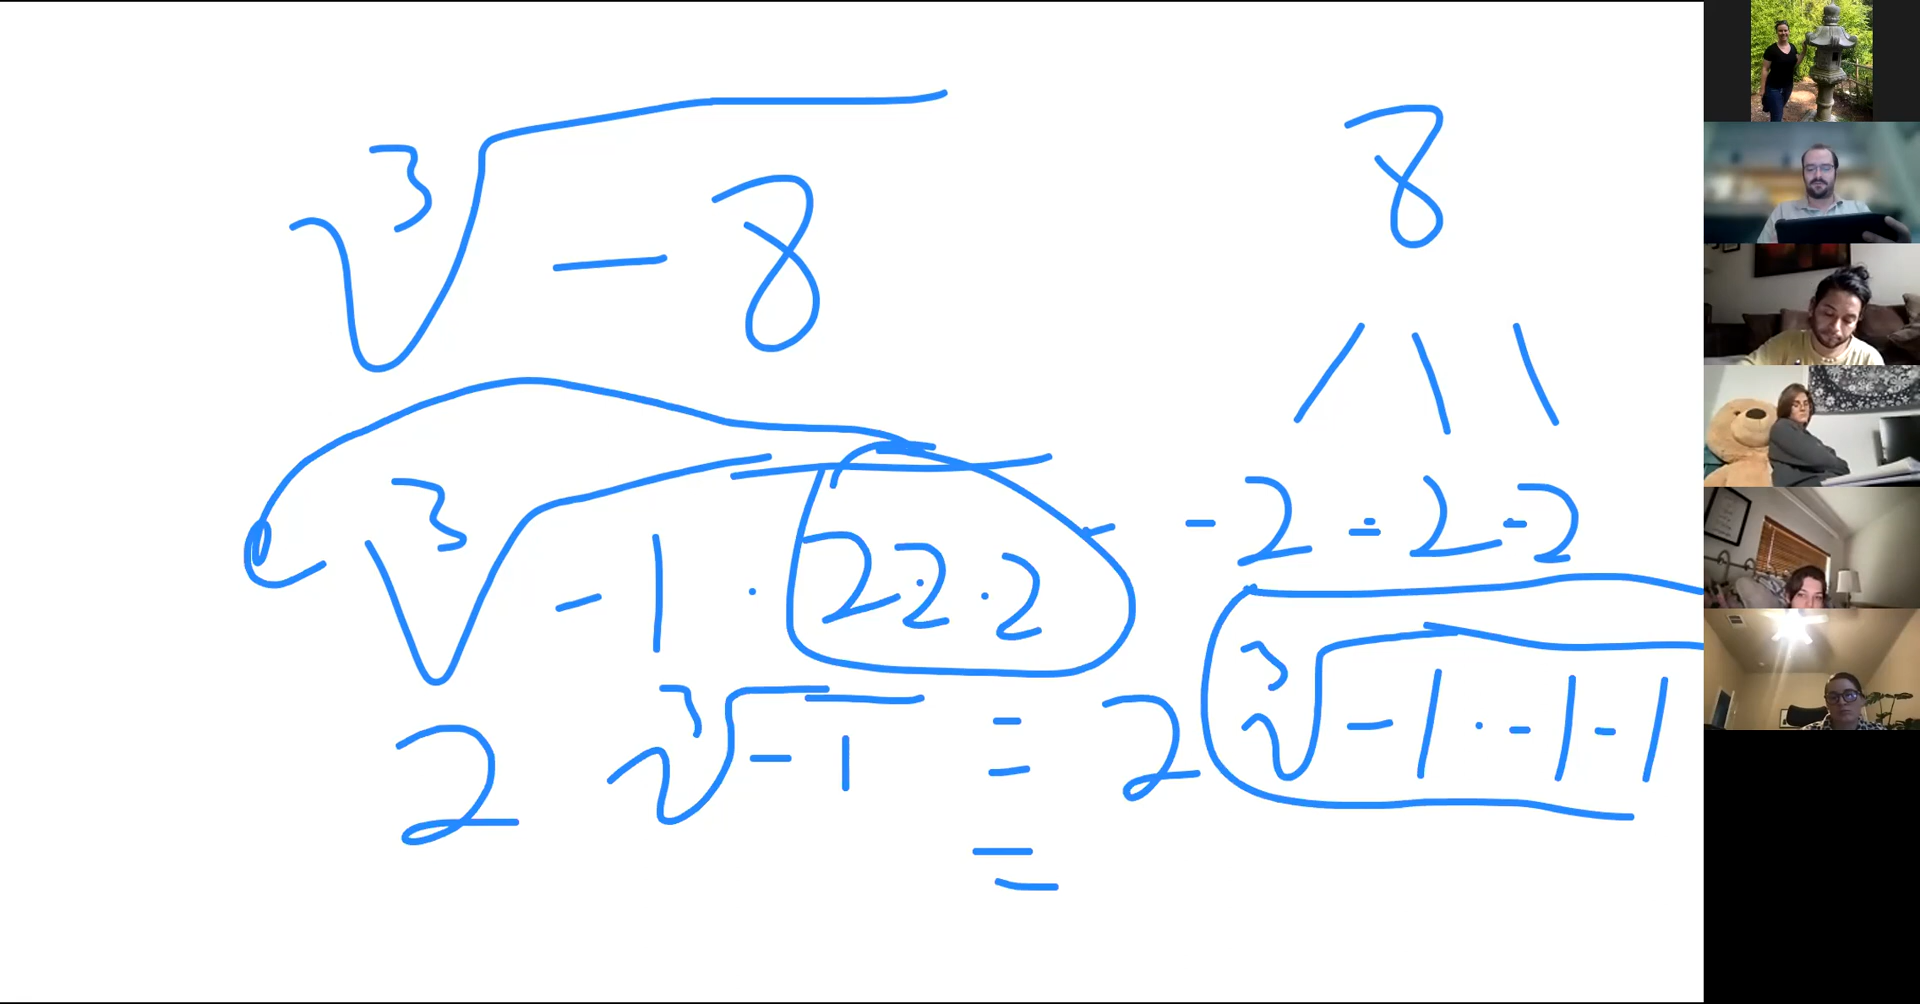 ∛-8
8
∛-1 · 2·2·2
-2 · -2 -2
2 ∛-1 = 2 ∛-1 · -1 -1
=